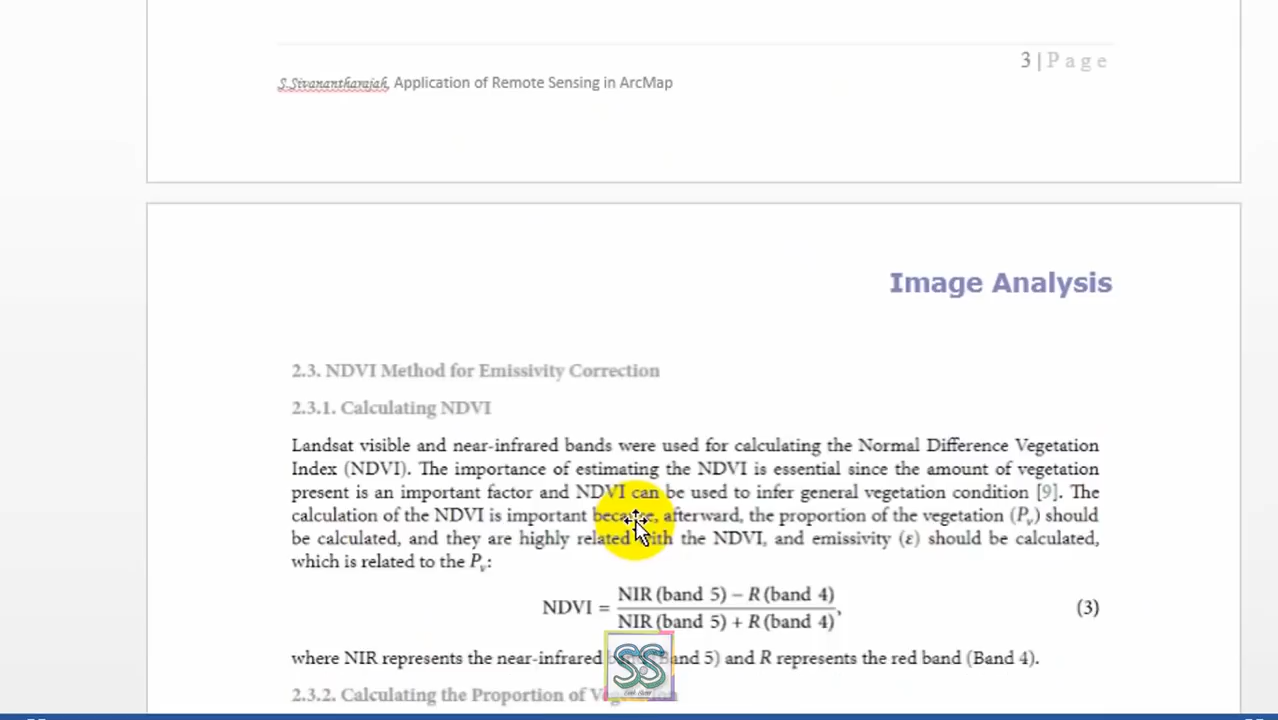 3 | P a g e
S.Sivanantharajah, Application of Remote Sensing in ArcMap
Image Analysis
2.3. NDVI Method for Emissivity Correction
2.3.1. Calculating NDVI
Landsat visible and near-infrared bands were used for calculating the Normal Difference Vegetation
Index (NDVI). The importance of estimating the NDVI is essential since the amount of vegetation
present is an important factor and NDVI can be used to infer general vegetation condition [9]. The
calculation of the NDVI is important because, afterward, the proportion of the vegetation (Pᵥ) should
be calculated, and they are highly related with the NDVI, and emissivity (ε) should be calculated,
which is related to the Pᵥ:
NDVI = NIR (band 5) − R (band 4) / NIR (band 5) + R (band 4), (3)
where NIR represents the near-infrared (Band 5) and R represents the red band (Band 4).
SS
2.3.2. Calculating the Proportion of Vegetation